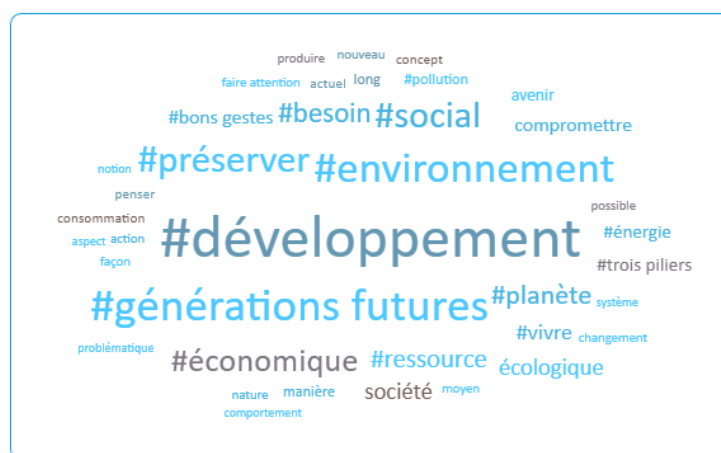 produire nouveau concept
faire attention actuel long #pollution avenir
#bons gestes #besoin #social compromettre
notion #préserver #environnement
penser possible
consommation #développement #énergie
aspect action
façon #trois piliers
#générations futures #planète système
#vivre changement
problématique #économique #ressource écologique
nature manière société moyen
comportement